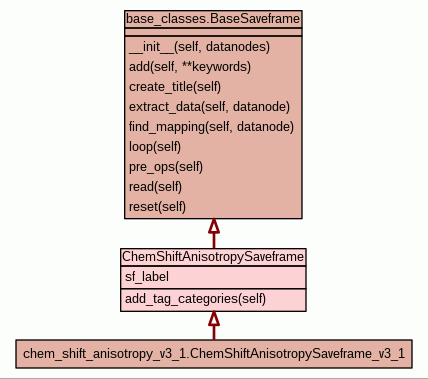 base_classes.BaseSaveframe
__init__(self, datanodes)
add(self, **keywords)
create_title(self)
extract_data(self, datanode)
find_mapping(self, datanode)
loop(self)
pre_ops(self)
read(self)
reset(self)
ChemShiftAnisotropySaveframe
sf_label
add_tag_categories(self)
chem_shift_anisotropy_v3_1.ChemShiftAnisotropySaveframe_v3_1